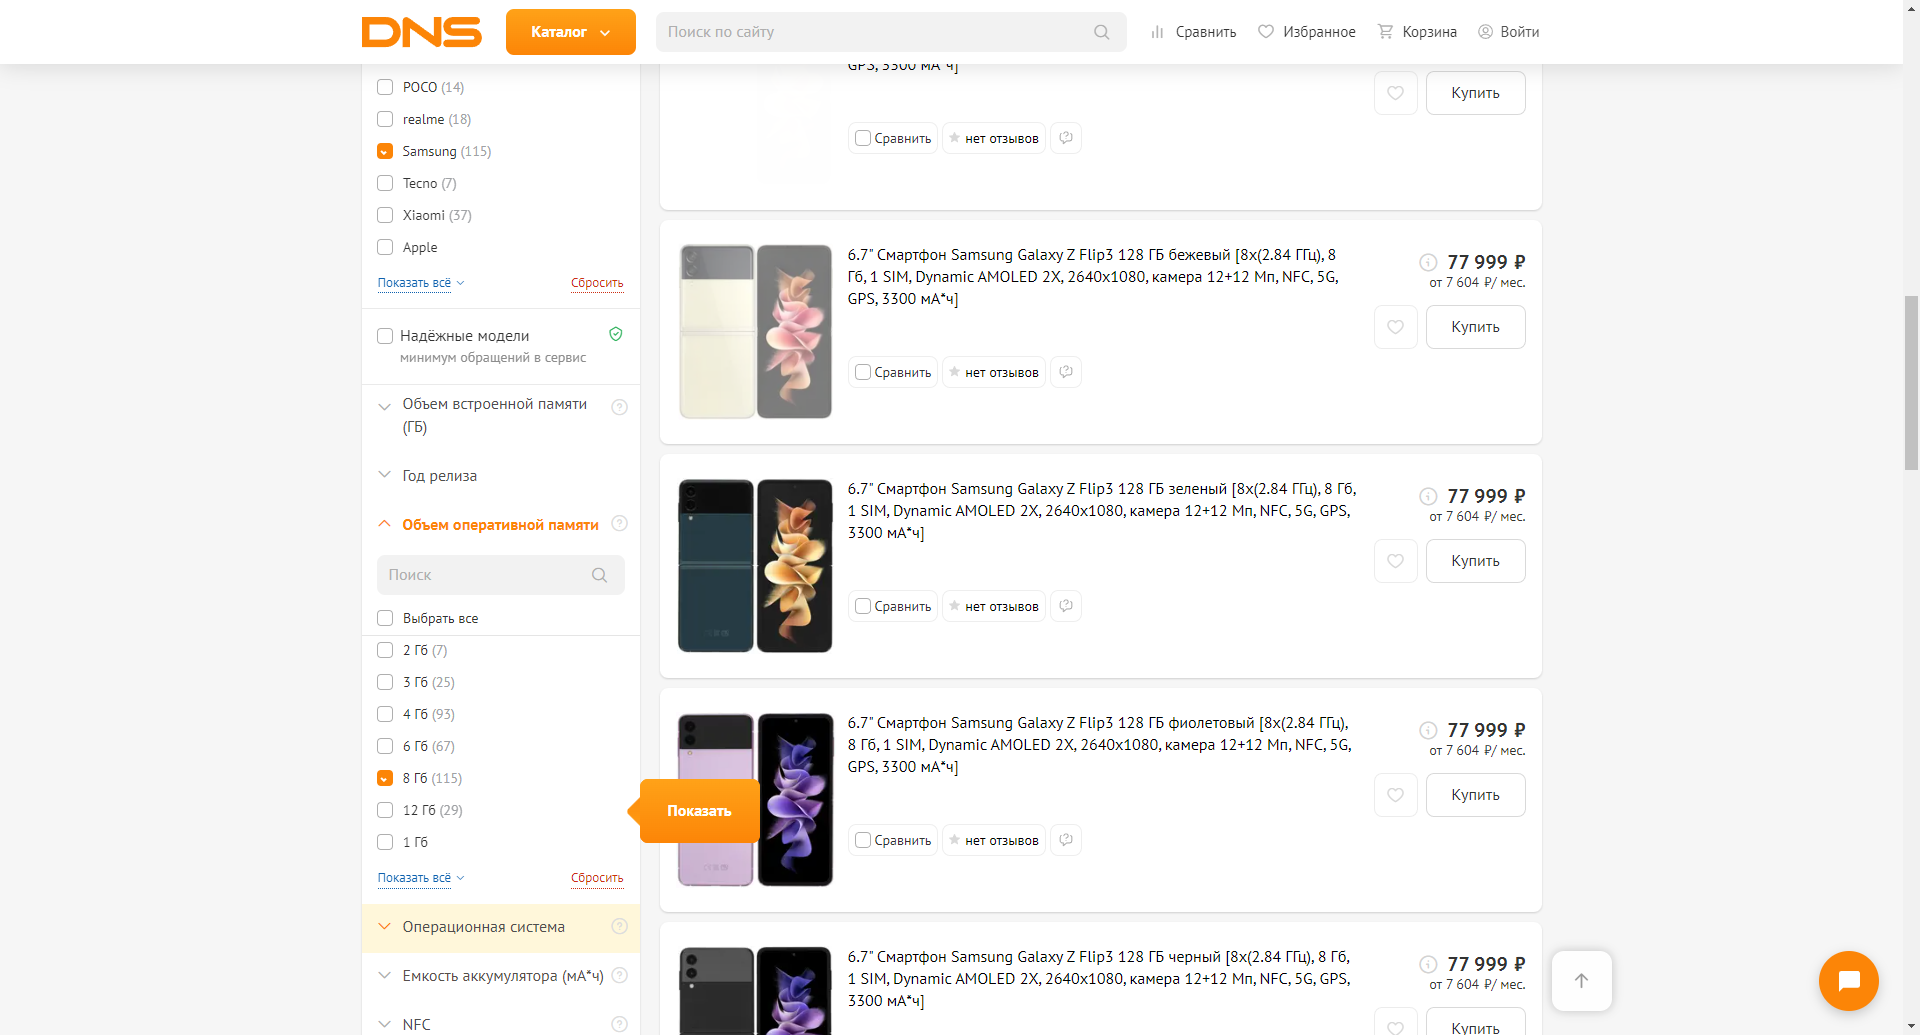 DNS
Каталог
Поиск по сайту
Сравнить
Избранное
Корзина
Войти
POCO (14)
realme (18)
Samsung (115)
Tecno (7)
Xiaomi (37)
Apple
Показать всё
Сбросить
Надёжные модели
минимум обращений в сервис
Объем встроенной памяти
(ГБ)
Год релиза
Объем оперативной памяти
Поиск
Выбрать все
2 Гб (7)
3 Гб (25)
4 Гб (93)
6 Гб (67)
8 Гб (115)
12 Гб (29)
1 Гб
Показать всё
Сбросить
Операционная система
Емкость аккумулятора (мА*ч)
NFC
Показать
GPS, 3300 мА*ч]
Купить
Сравнить
нет отзывов
6.7" Смартфон Samsung Galaxy Z Flip3 128 ГБ бежевый [8x(2.84 ГГц), 8
Гб, 1 SIM, Dynamic AMOLED 2X, 2640x1080, камера 12+12 Мп, NFC, 5G,
GPS, 3300 мА*ч]
77 999 ₽
от 7 604 ₽/ мес.
Купить
Сравнить
нет отзывов
6.7" Смартфон Samsung Galaxy Z Flip3 128 ГБ зеленый [8x(2.84 ГГц), 8 Гб,
1 SIM, Dynamic AMOLED 2X, 2640x1080, камера 12+12 Мп, NFC, 5G, GPS,
3300 мА*ч]
77 999 ₽
от 7 604 ₽/ мес.
Купить
Сравнить
нет отзывов
6.7" Смартфон Samsung Galaxy Z Flip3 128 ГБ фиолетовый [8x(2.84 ГГц),
8 Гб, 1 SIM, Dynamic AMOLED 2X, 2640x1080, камера 12+12 Мп, NFC, 5G,
GPS, 3300 мА*ч]
77 999 ₽
от 7 604 ₽/ мес.
Купить
Сравнить
нет отзывов
6.7" Смартфон Samsung Galaxy Z Flip3 128 ГБ черный [8x(2.84 ГГц), 8 Гб,
1 SIM, Dynamic AMOLED 2X, 2640x1080, камера 12+12 Мп, NFC, 5G, GPS,
3300 мА*ч]
77 999 ₽
от 7 604 ₽/ мес.
Купить